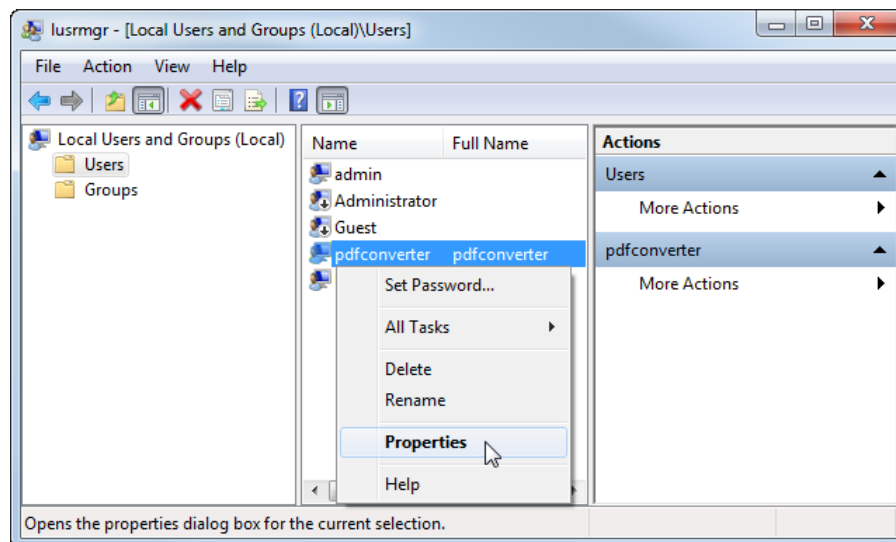 lusrmgr - [Local Users and Groups (Local)\Users]
File Action View Help
Local Users and Groups (Local)
Users
Groups
Name Full Name
admin
Administrator
Guest
pdfconverter pdfconverter
Set Password...
All Tasks
Delete
Rename
Properties
Help
Actions
Users
More Actions
pdfconverter
More Actions
Opens the properties dialog box for the current selection.